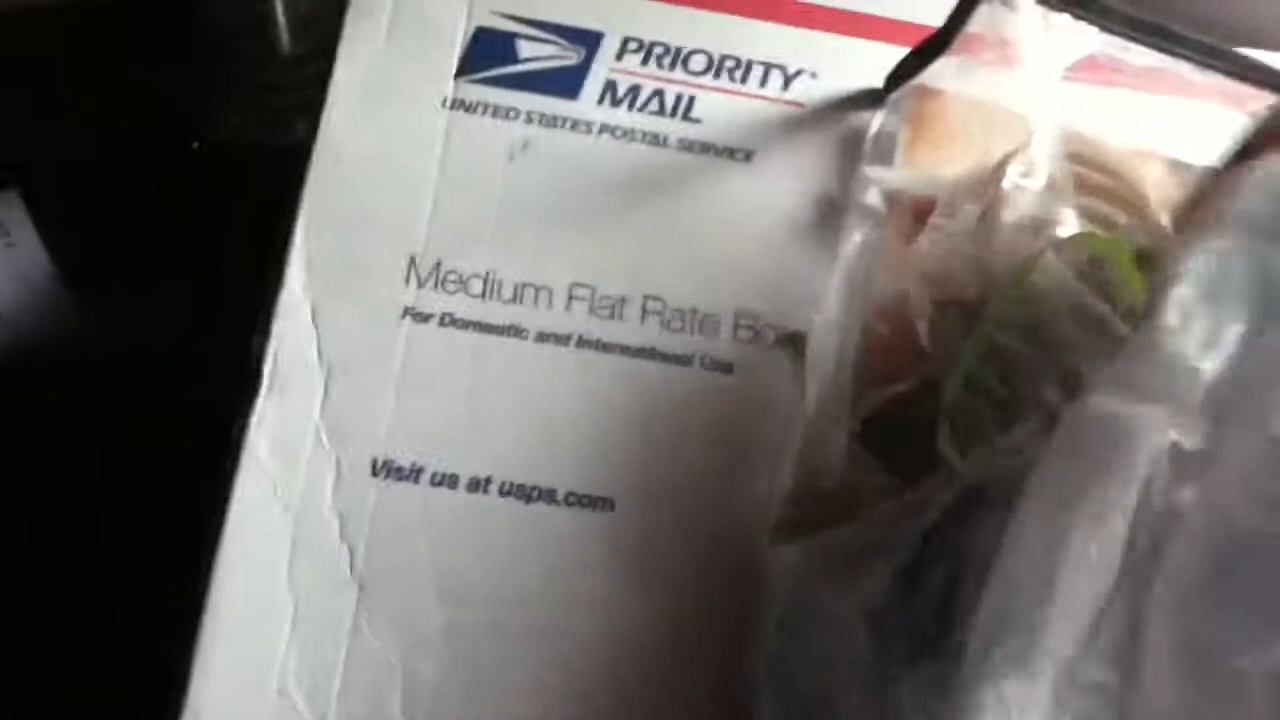 PRIORITY®
MAIL
UNITED STATES POSTAL SERVICE
Medium Flat Rate Box
For Domestic and International Use
Visit us at usps.com